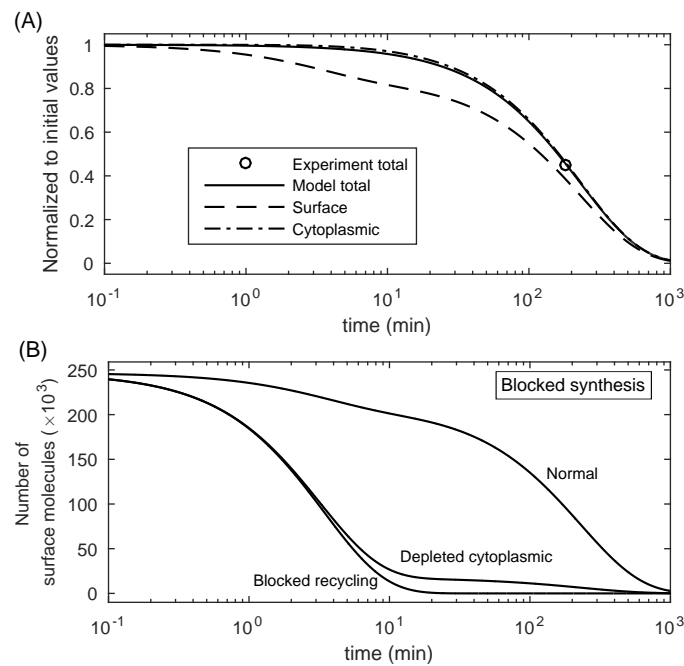 (A)
Normalized to initial values
1
0.8
0.6
0.4
0.2
0
Experiment total
Model total
Surface
Cytoplasmic
10⁻¹ 10⁰ 10¹ 10² 10³
time (min)
(B)
Number of
surface molecules (×10³)
250
200
150
100
50
0
Blocked synthesis
Normal
Depleted cytoplasmic
Blocked recycling
10⁻¹ 10⁰ 10¹ 10² 10³
time (min)